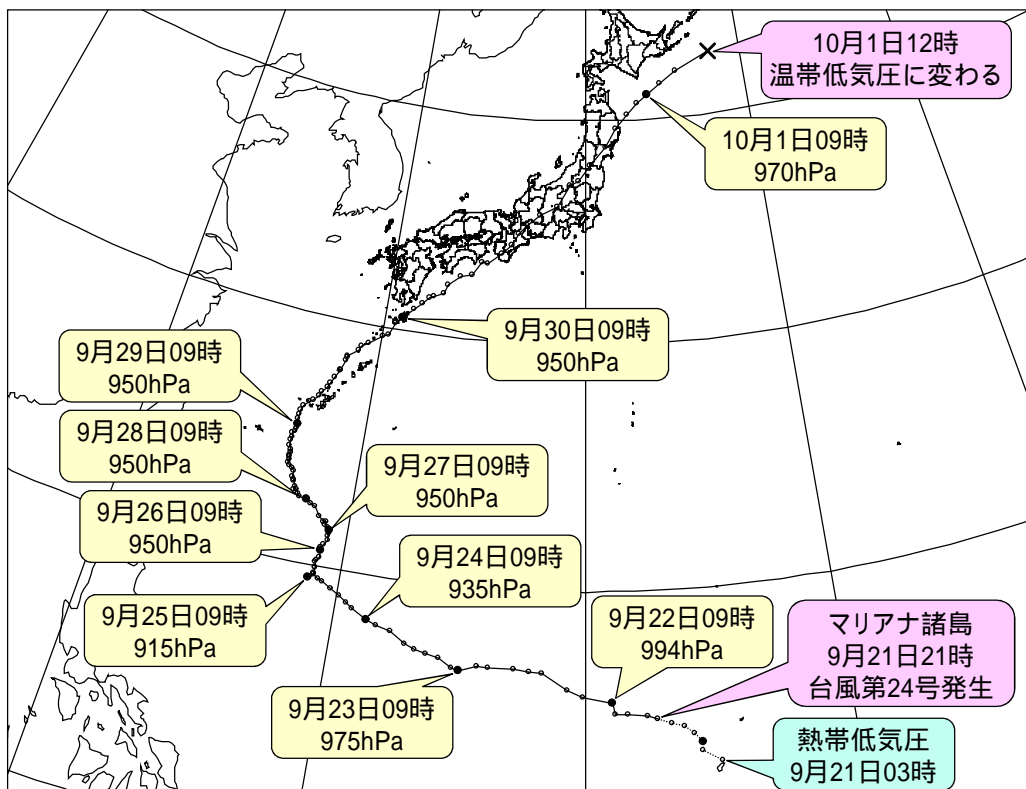 10月1日12時
温帯低気圧に変わる
10月1日09時
970hPa
9月30日09時
950hPa
9月29日09時
950hPa
9月28日09時
950hPa
9月27日09時
950hPa
9月26日09時
950hPa
9月24日09時
935hPa
9月25日09時
915hPa
9月22日09時
994hPa
マリアナ諸島
9月21日21時
台風第24号発生
9月23日09時
975hPa
熱帯低気圧
9月21日03時